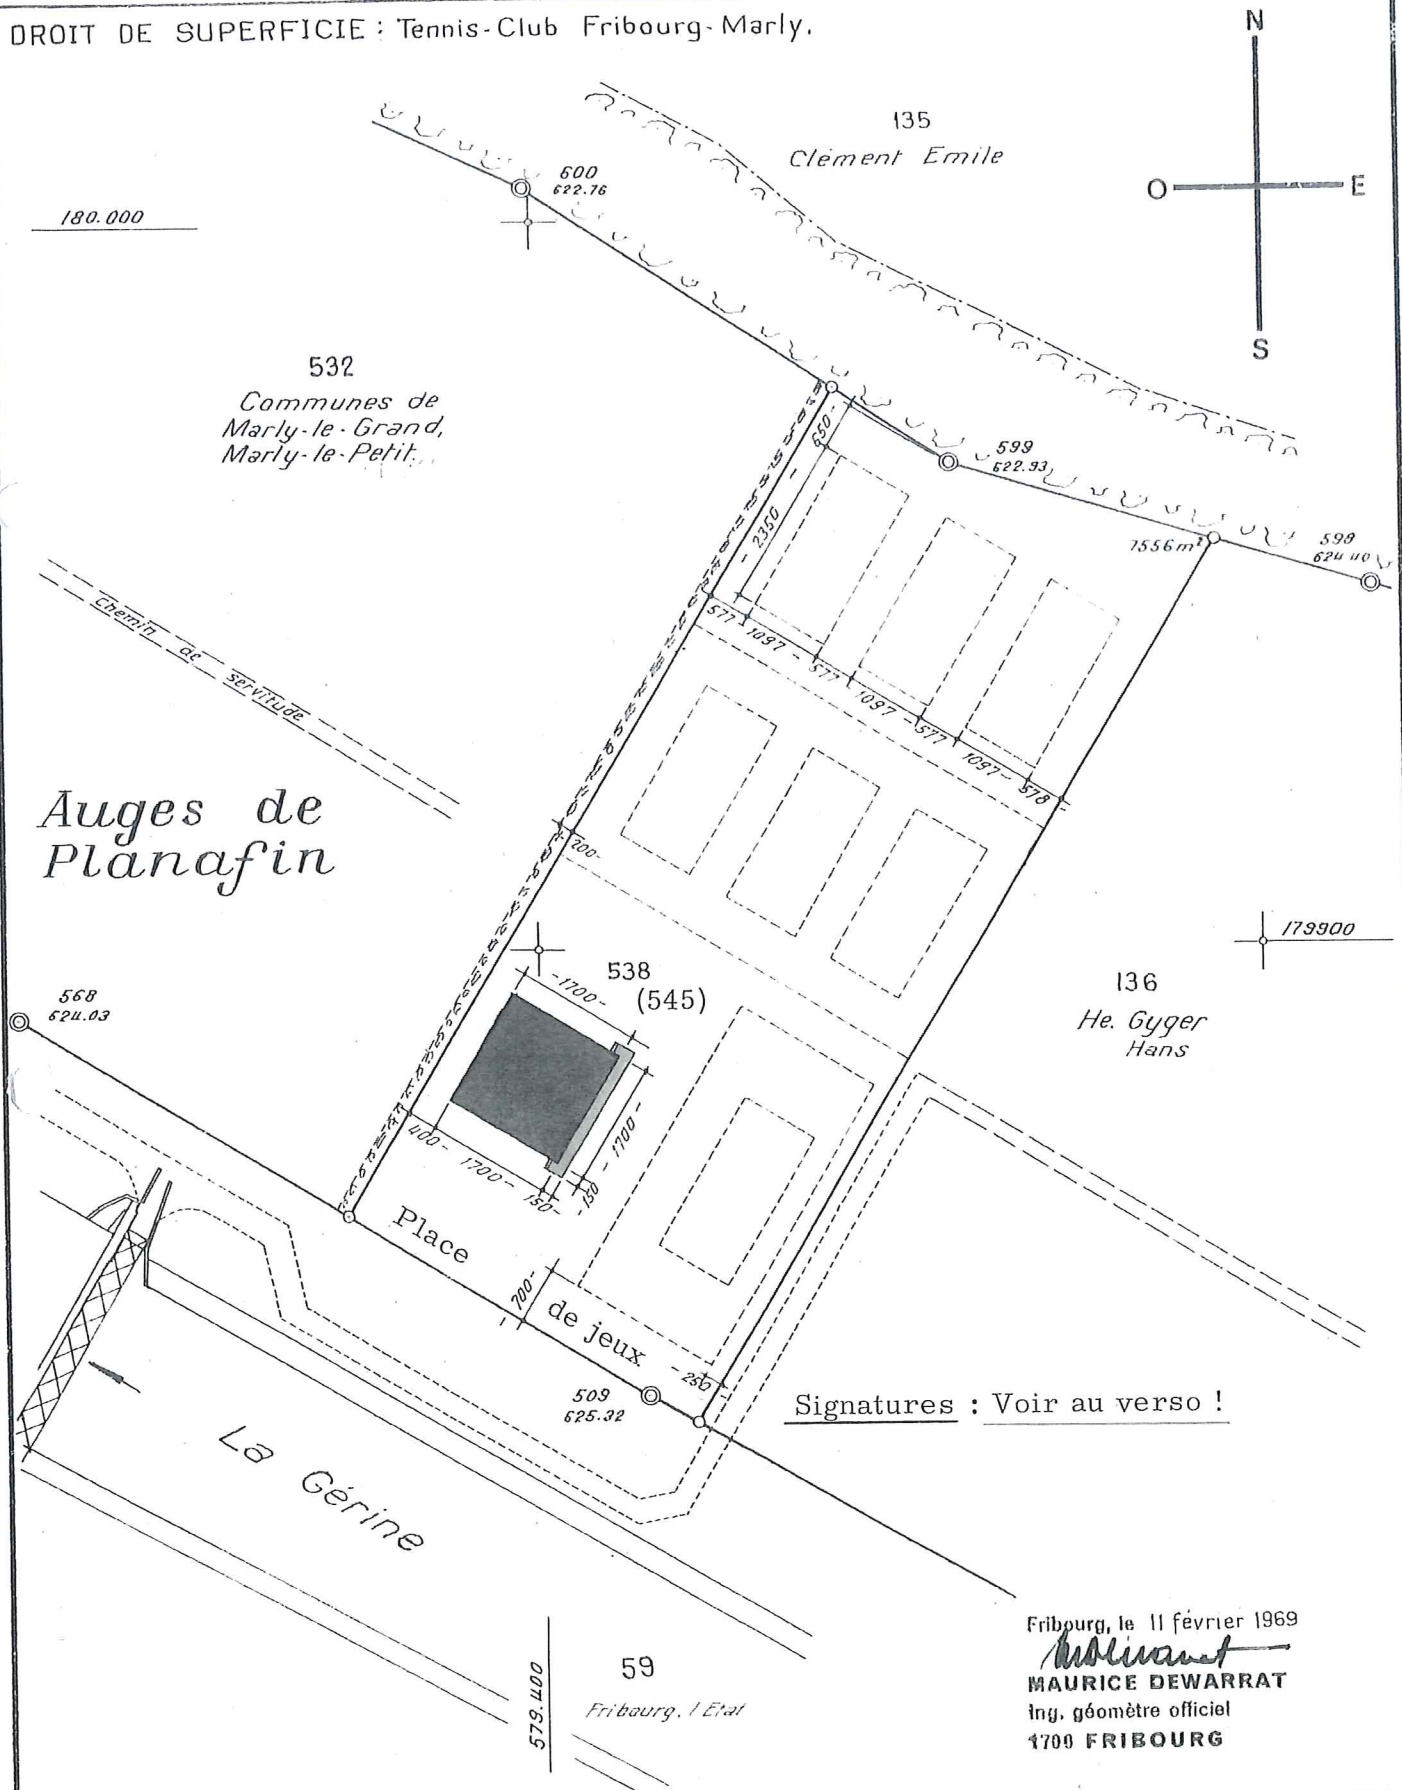 DROIT DE SUPERFICIE : Tennis-Club Fribourg-Marly.
N
O
E
S
135
Clément Emile
600
622.76
180.000
532
Communes de
Marly-le-Grand,
Marly-le-Petit.
599
622.93
7556 m²
598
624.40
650
2350
577
1097
577
1097
577
1097
578
Chemin de servitude
Auges de
Planafin
200
179900
538
(545)
1700
136
He. Gyger
Hans
568
624.03
400
1700
150
150
1700
Place
de jeux
700
250
509
625.32
Signatures : Voir au verso !
La Gérine
59
Fribourg, l'Etat
579.400
Fribourg, le 11 février 1969
MAURICE DEWARRAT
Ing. géomètre officiel
1700 FRIBOURG